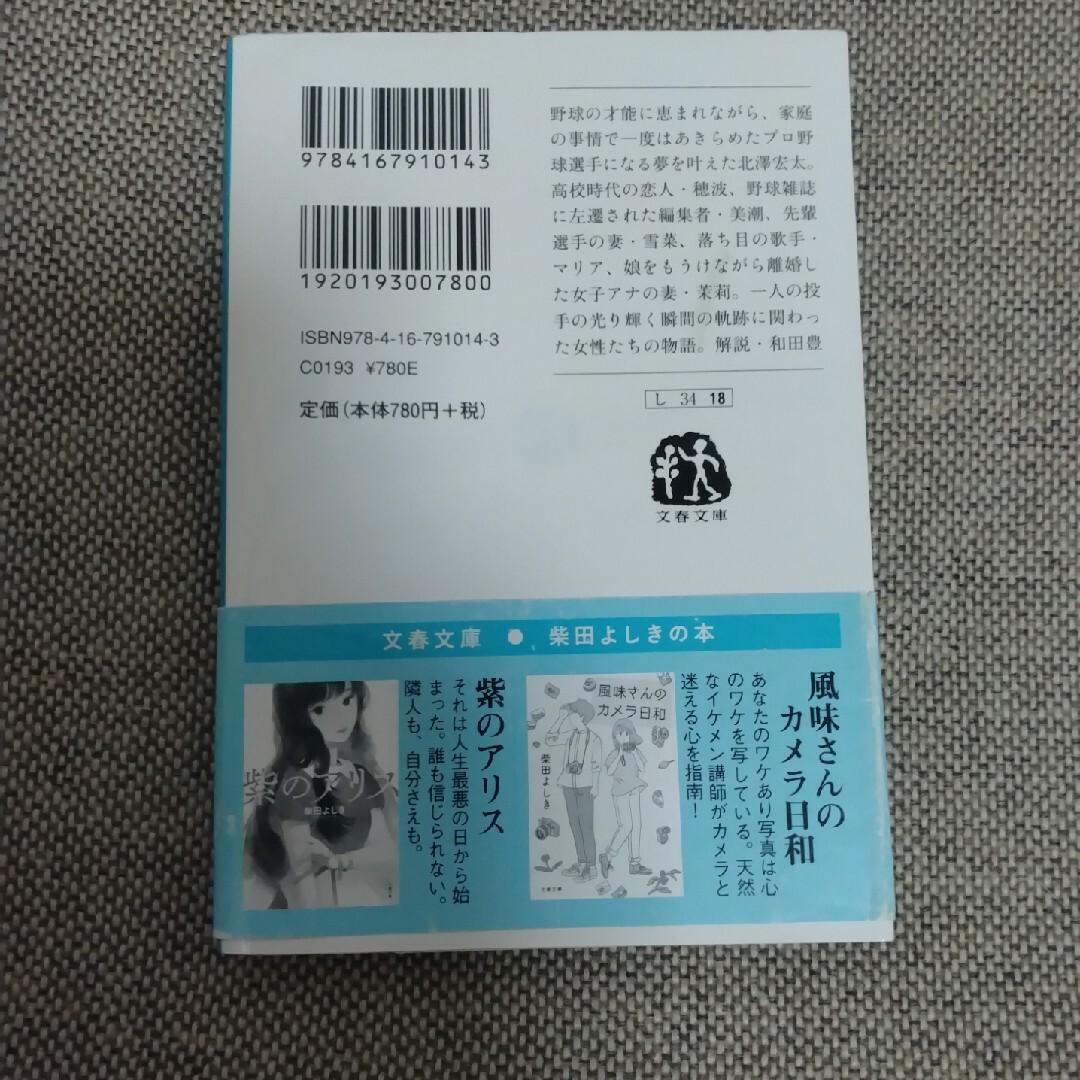 9784167910143
1920193007800
ISBN978-4-16-791014-3
C0193 ¥780E
定価(本体780円+税)
野球の才能に恵まれながら、家庭
の事情で一度はあきらめたプロ野
球選手になる夢を叶えた北澤宏太。
高校時代の恋人・穂波、野球雑誌
に左遷された編集者・美潮、先輩
選手の妻・雪菜、落ち目の歌手・
マリア、娘をもうけながら離婚し
た女子アナの妻・茉莉。一人の投
手の光り輝く瞬間の軌跡に関わっ
た女性たちの物語。解説・和田豊
し 34 18
文春文庫
文春文庫 ● 柴田よしきの本
風味さんの
カメラ日和
あなたのワケあり写真は心
のワケを写している。天然
なイケメン講師がカメラと
迷える心を指南!
風味さんの
カメラ日和
柴田よしき
文春文庫
紫のアリス
それは人生最悪の日から始
まった。誰も信じられない。
隣人も、自分さえも。
紫のアリス
柴田よしき